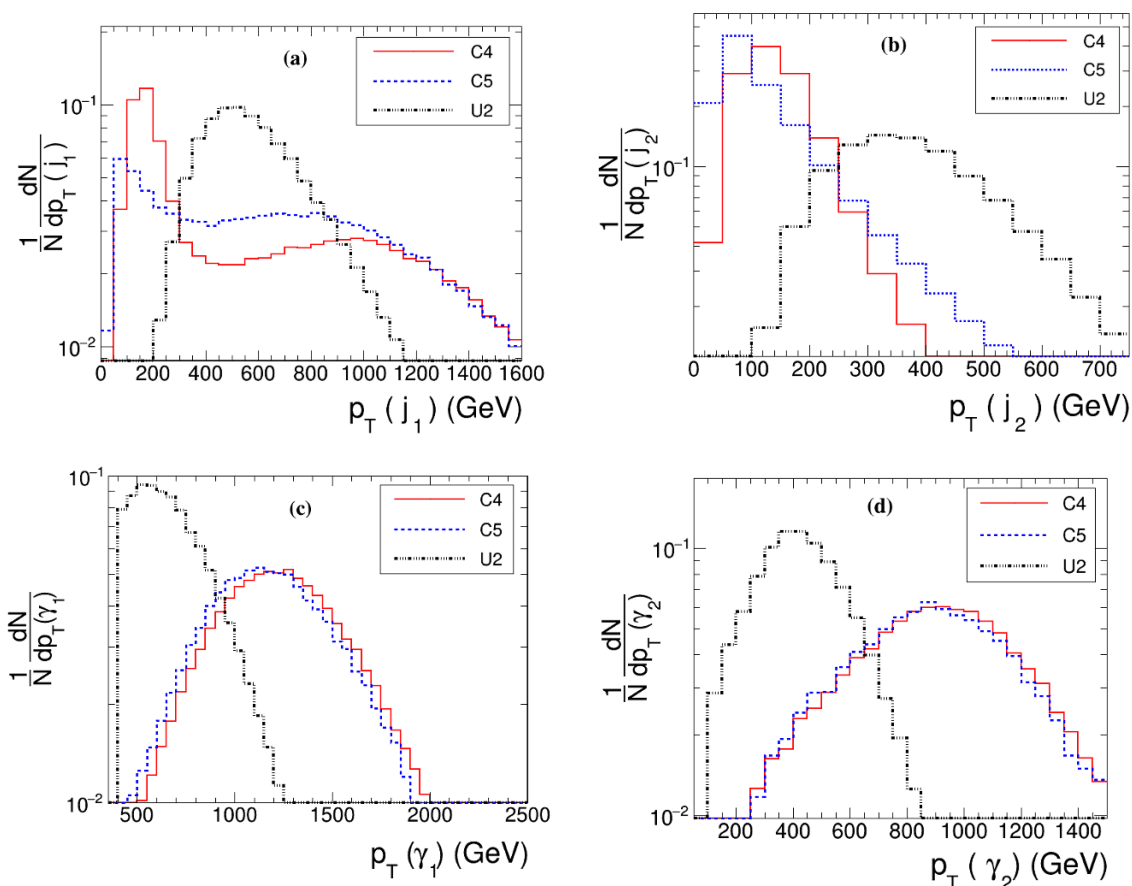 (a)
C4
C5
U2
10⁻¹
10⁻²
1/N dN/dp_T(j_1)
0 200 400 600 800 1000 1200 1400 1600
p_T (j_1) (GeV)
(b)
C4
C5
U2
10⁻¹
1/N dN/dp_T(j_2)
0 100 200 300 400 500 600 700
p_T (j_2) (GeV)
(c)
C4
C5
U2
10⁻¹
10⁻²
1/N dN/dp_T(γ_1)
500 1000 1500 2000 2500
p_T (γ_1) (GeV)
(d)
C4
C5
U2
10⁻¹
10⁻²
1/N dN/dp_T(γ_2)
200 400 600 800 1000 1200 1400
p_T (γ_2) (GeV)